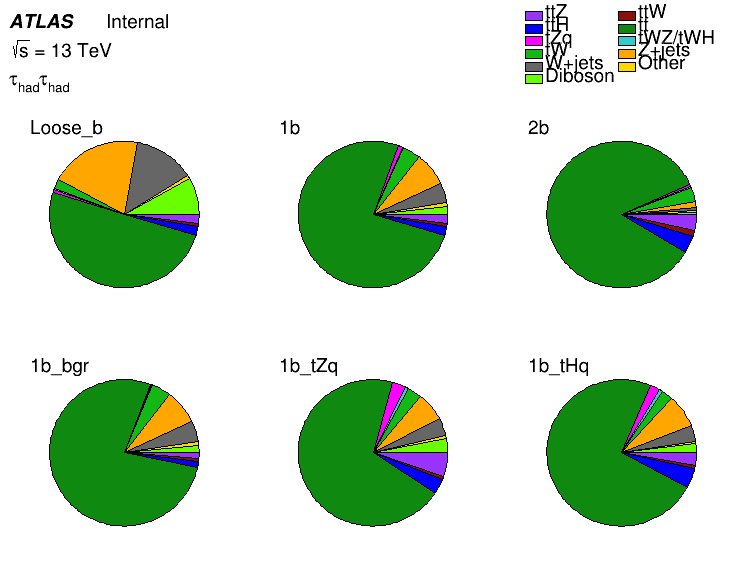 ATLAS Internal
√s = 13 TeV
τhadτhad
ttZ ttW
ttH tt
tZq tWZ/tWH
tW Z+jets
W+jets Other
Diboson
Loose_b 1b 2b
1b_bgr 1b_tZq 1b_tHq